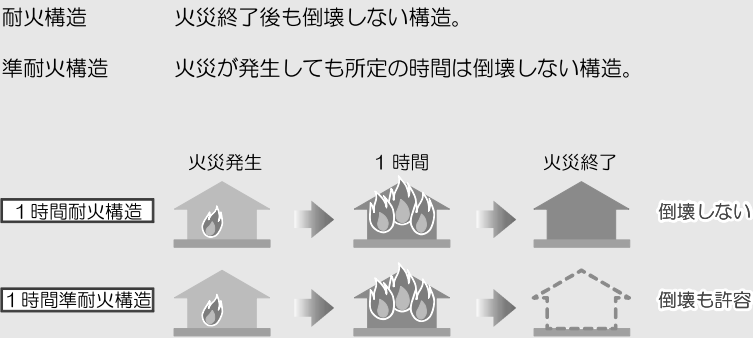 耐火構造 火災終了後も倒壊しない構造。
準耐火構造 火災が発生しても所定の時間は倒壊しない構造。
火災発生 1時間 火災終了
1時間耐火構造 倒壊しない
1時間準耐火構造 倒壊も許容